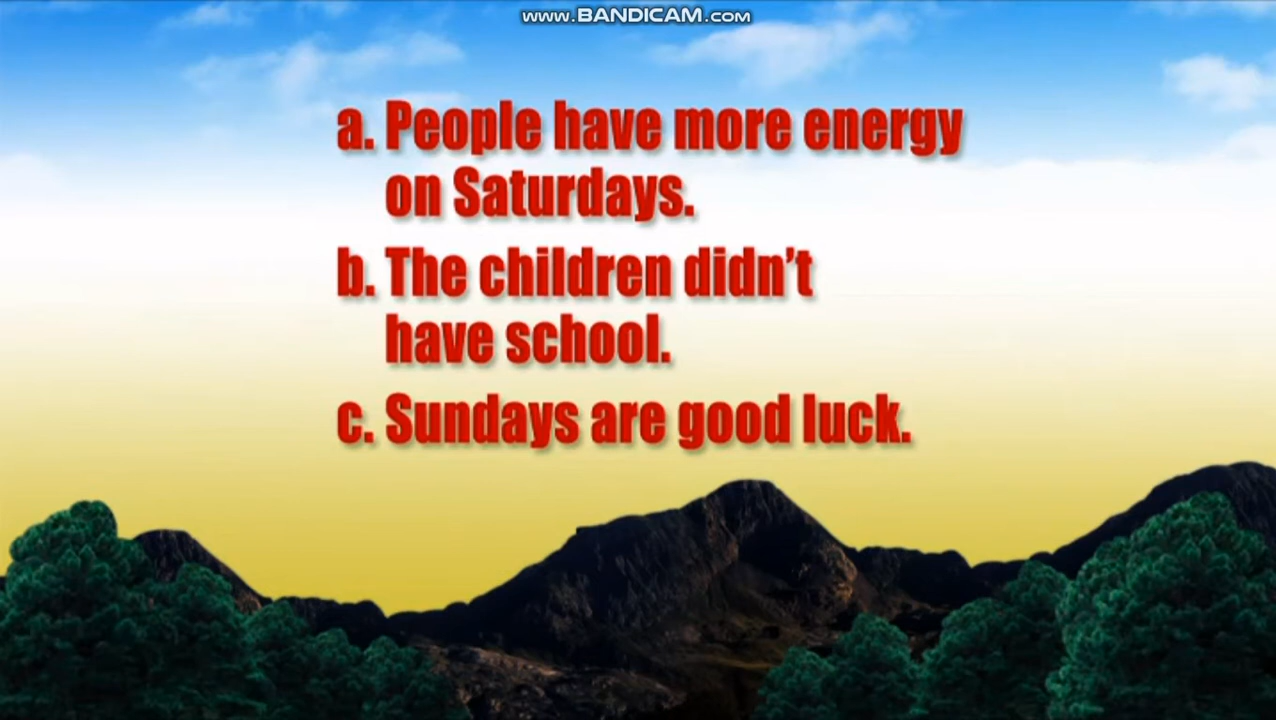 www.BANDICAM.com
a. People have more energy
on Saturdays.
b. The children didn't
have school.
c. Sundays are good luck.